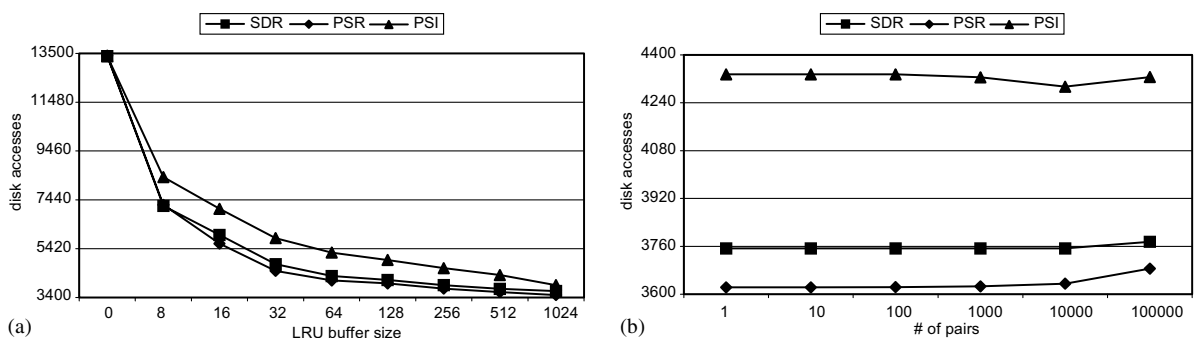 SDR PSR PSI
13500
11480
9460
7440
5420
3400
disk accesses
0 8 16 32 64 128 256 512 1024
LRU buffer size
(a)
SDR PSR PSI
4400
4240
4080
3920
3760
3600
disk accesses
1 10 100 1000 10000 100000
# of pairs
(b)